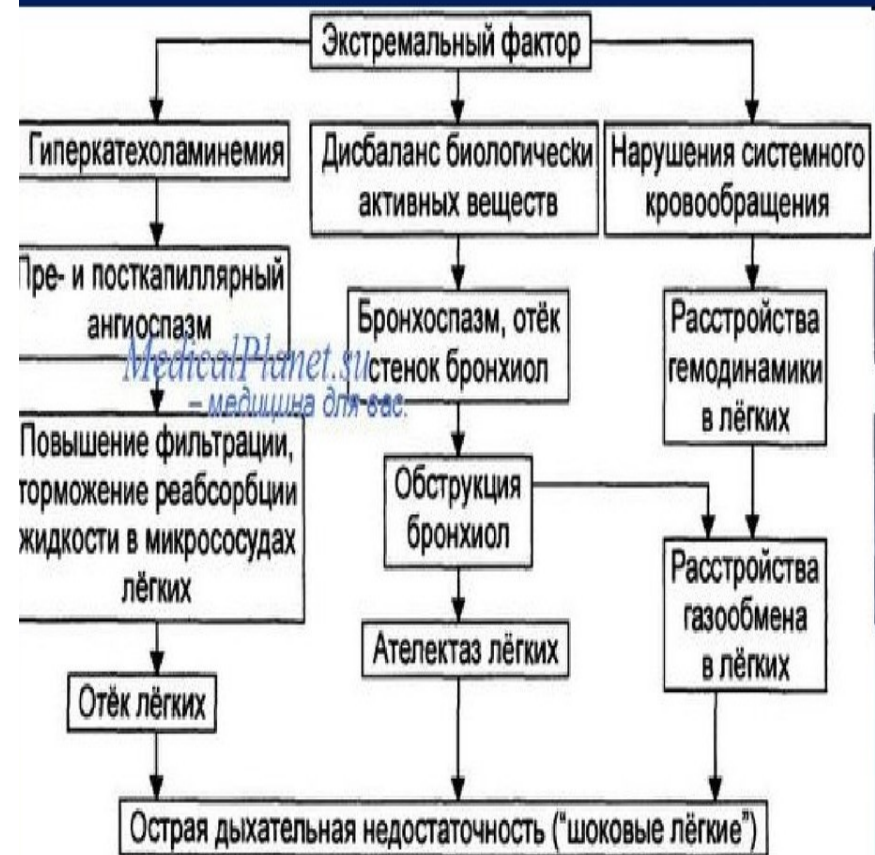 Экстремальный фактор
Гиперкатехоламинемия
Пре- и посткапиллярный
ангиоспазм
Повышение фильтрации,
торможение реабсорбции
жидкости в микрососудах
лёгких
Отёк лёгких
Дисбаланс биологически
активных веществ
Бронхоспазм, отёк
стенок бронхиол
Обструкция
бронхиол
Ателектаз лёгких
Нарушения системного
кровообращения
Расстройства
гемодинамики
в лёгких
Расстройства
газообмена
в лёгких
Острая дыхательная недостаточность ("шоковые лёгкие")
MedicalPlanet.su
– медицина для вас.